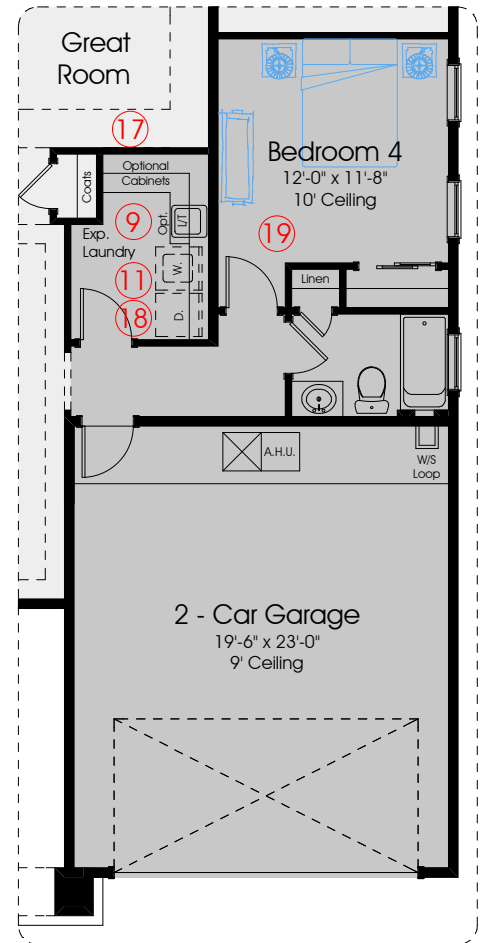 Great
Room
17
Bedroom 4
12'-0" x 11'-8"
10' Ceiling
Optional
Cabinets
Coats
9
Opt.
L/T
19
Exp.
Laundry
11
W.
Linen
18
D.
A.H.U.
W/S
Loop
2 - Car Garage
19'-6" x 23'-0"
9' Ceiling